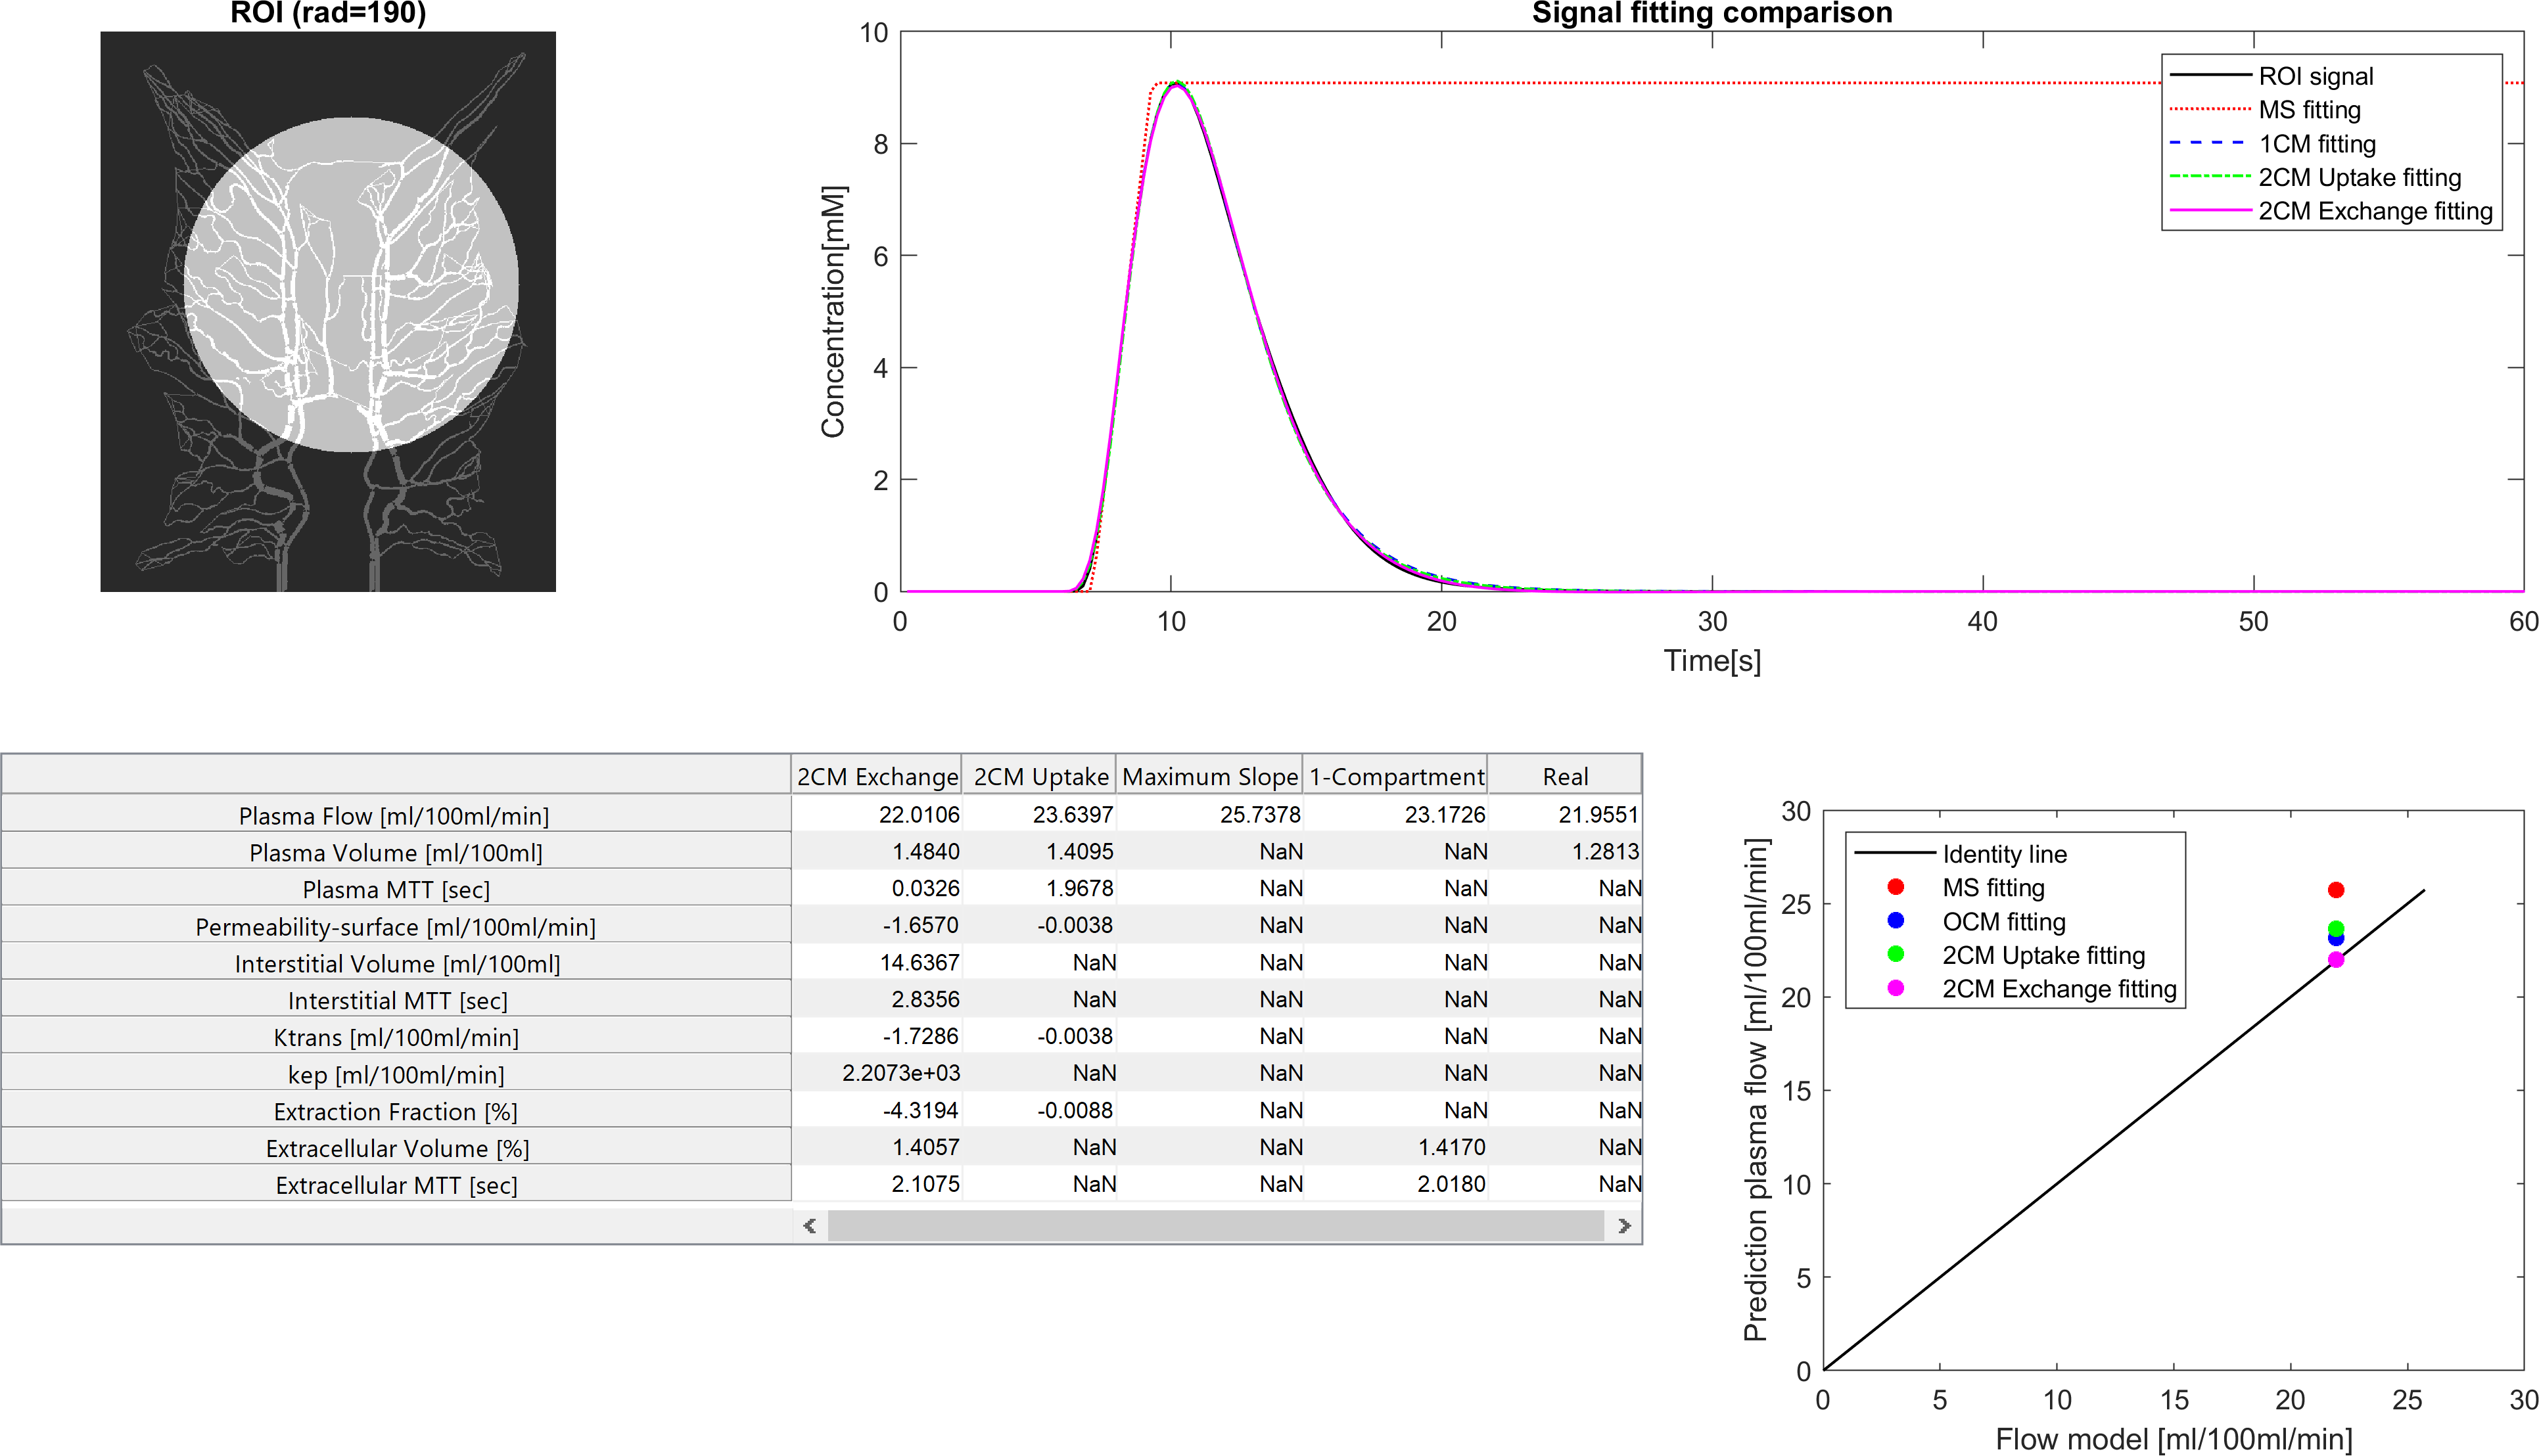 ROI (rad=190)
Signal fitting comparison
10
8
6
4
2
0
Concentration[mM]
0 10 20 30 40 50 60
Time[s]
ROI signal
MS fitting
1CM fitting
2CM Uptake fitting
2CM Exchange fitting
2CM Exchange 2CM Uptake Maximum Slope 1-Compartment Real
Plasma Flow [ml/100ml/min] 22.0106 23.6397 25.7378 23.1726 21.9551
Plasma Volume [ml/100ml] 1.4840 1.4095 NaN NaN 1.2813
Plasma MTT [sec] 0.0326 1.9678 NaN NaN NaN
Permeability-surface [ml/100ml/min] -1.6570 -0.0038 NaN NaN NaN
Interstitial Volume [ml/100ml] 14.6367 NaN NaN NaN NaN
Interstitial MTT [sec] 2.8356 NaN NaN NaN NaN
Ktrans [ml/100ml/min] -1.7286 -0.0038 NaN NaN NaN
kep [ml/100ml/min] 2.2073e+03 NaN NaN NaN NaN
Extraction Fraction [%] -4.3194 -0.0088 NaN NaN NaN
Extracellular Volume [%] 1.4057 NaN NaN 1.4170 NaN
Extracellular MTT [sec] 2.1075 NaN NaN 2.0180 NaN
30
25
20
15
10
5
0
Prediction plasma flow [ml/100ml/min]
Identity line
MS fitting
OCM fitting
2CM Uptake fitting
2CM Exchange fitting
0 5 10 15 20 25 30
Flow model [ml/100ml/min]